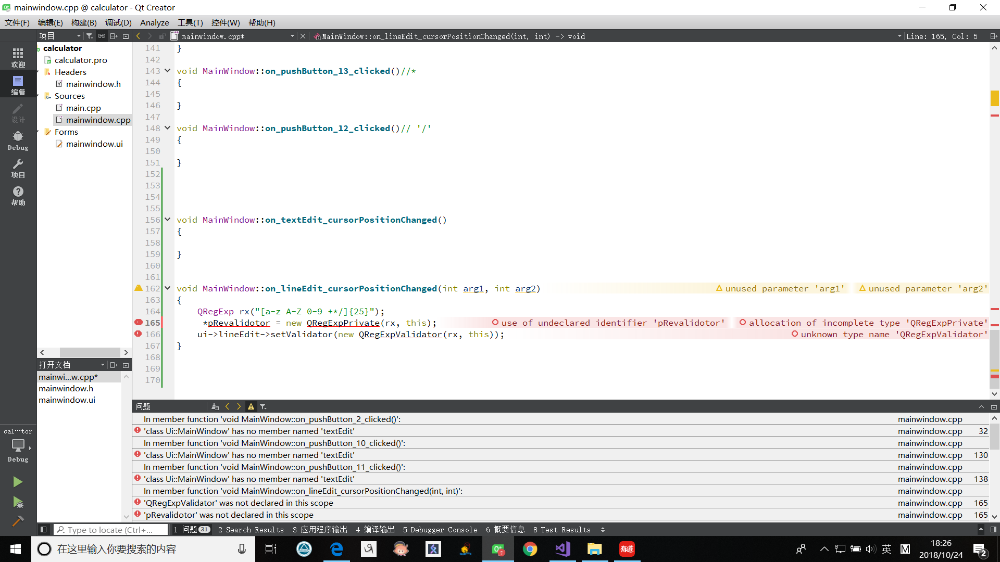 mainwindow.cpp @ calculator - Qt Creator
文件(F) 编辑(E) 构建(B) 调试(D) Analyze 工具(T) 控件(W) 帮助(H)
项目 mainwindow.cpp* MainWindow::on_lineEdit_cursorPositionChanged(int, int) -> void Line: 165, Col: 5
欢迎
编辑
设计
Debug
项目
帮助
calculator
calculator.pro
Headers
mainwindow.h
Sources
main.cpp
mainwindow.cpp
Forms
mainwindow.ui
打开文档
mainwi...w.cpp*
mainwindow.h
mainwindow.ui
141 }
142
143 void MainWindow::on_pushButton_13_clicked()//*
144 {
145
146 }
147
148 void MainWindow::on_pushButton_12_clicked()// '/'
149 {
150
151 }
152
153
154
155
156 void MainWindow::on_textEdit_cursorPositionChanged()
157 {
158
159 }
160
161
162 void MainWindow::on_lineEdit_cursorPositionChanged(int arg1, int arg2) unused parameter 'arg1' unused parameter 'arg2'
163 {
164 QRegExp rx("[a-z A-Z 0-9 +*/]{25}");
165 *pRevalidotor = new QRegExpPrivate(rx, this); use of undeclared identifier 'pRevalidotor' allocation of incomplete type 'QRegExpPrivate'
166 ui->lineEdit->setValidator(new QRegExpValidator(rx, this)); unknown type name 'QRegExpValidator'
167 }
168
169
170
问题
In member function 'void MainWindow::on_pushButton_2_clicked()': mainwindow.cpp
'class Ui::MainWindow' has no member named 'textEdit' mainwindow.cpp 32
In member function 'void MainWindow::on_pushButton_10_clicked()': mainwindow.cpp
'class Ui::MainWindow' has no member named 'textEdit' mainwindow.cpp 130
In member function 'void MainWindow::on_pushButton_11_clicked()': mainwindow.cpp
'class Ui::MainWindow' has no member named 'textEdit' mainwindow.cpp 138
In member function 'void MainWindow::on_lineEdit_cursorPositionChanged(int, int)': mainwindow.cpp
'QRegExpValidator' was not declared in this scope mainwindow.cpp 165
'pRevalidotor' was not declared in this scope mainwindow.cpp 165
cal···tor
Debug
Type to locate (Ctrl+... 1 问题 31 2 Search Results 3 应用程序输出 4 编译输出 5 Debugger Console 6 概要信息 8 Test Results
在这里输入你要搜索的内容
有道
英 M
18:26
2018/10/24
2